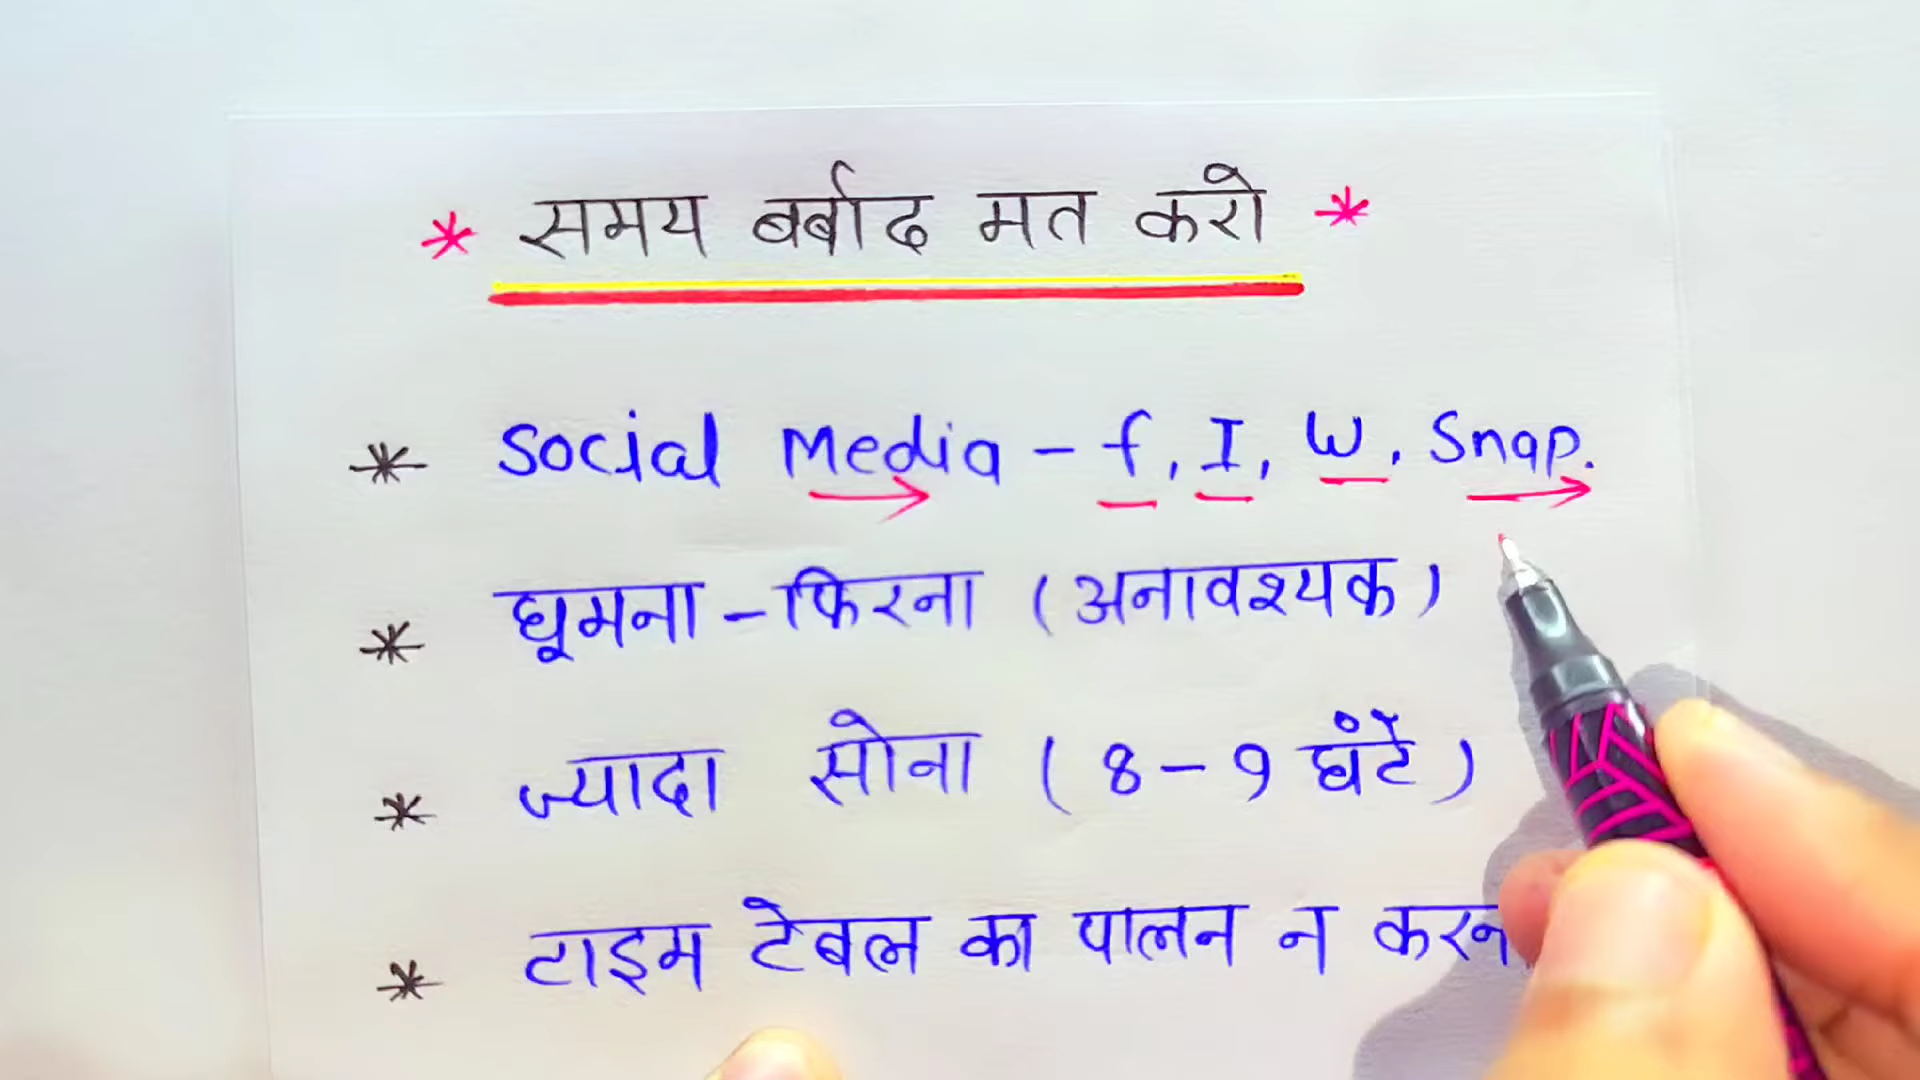 * समय बर्बाद मत करो *
* Social Media - f, I, W, Snap.
* घूमना - फिरना (अनावश्यक)
* ज्यादा सोना (8-9 घंटे)
* टाइम टेबल का पालन न करन